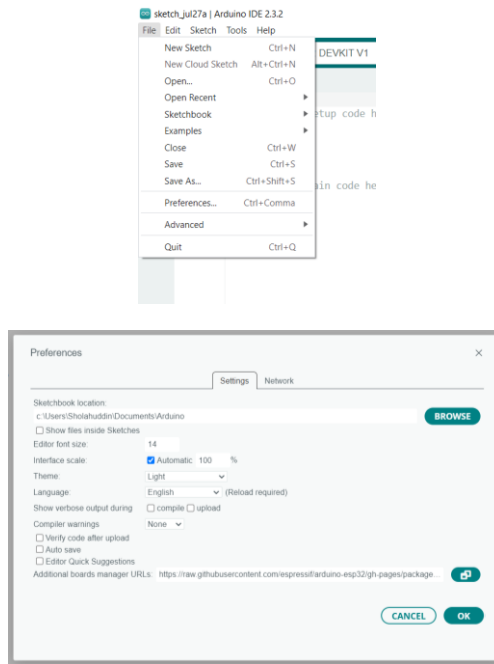 sketch_jul27a | Arduino IDE 2.3.2
File Edit Sketch Tools Help
New Sketch Ctrl+N
DEVKIT V1
New Cloud Sketch Alt+Ctrl+N
Open... Ctrl+O
Open Recent
Sketchbook
etup code h
Examples
Close Ctrl+W
Save Ctrl+S
Save As... Ctrl+Shift+S
in code he
Preferences... Ctrl+Comma
Advanced
Quit Ctrl+Q
Preferences
Settings Network
Sketchbook location:
c:\Users\Sholahuddin\Documents\Arduino
BROWSE
Show files inside Sketches
Editor font size: 14
Interface scale: Automatic 100 %
Theme: Light
Language: English (Reload required)
Show verbose output during compile upload
Compiler warnings None
Verify code after upload
Auto save
Editor Quick Suggestions
Additional boards manager URLs: https://raw.githubusercontent.com/espressif/arduino-esp32/gh-pages/package...
CANCEL OK